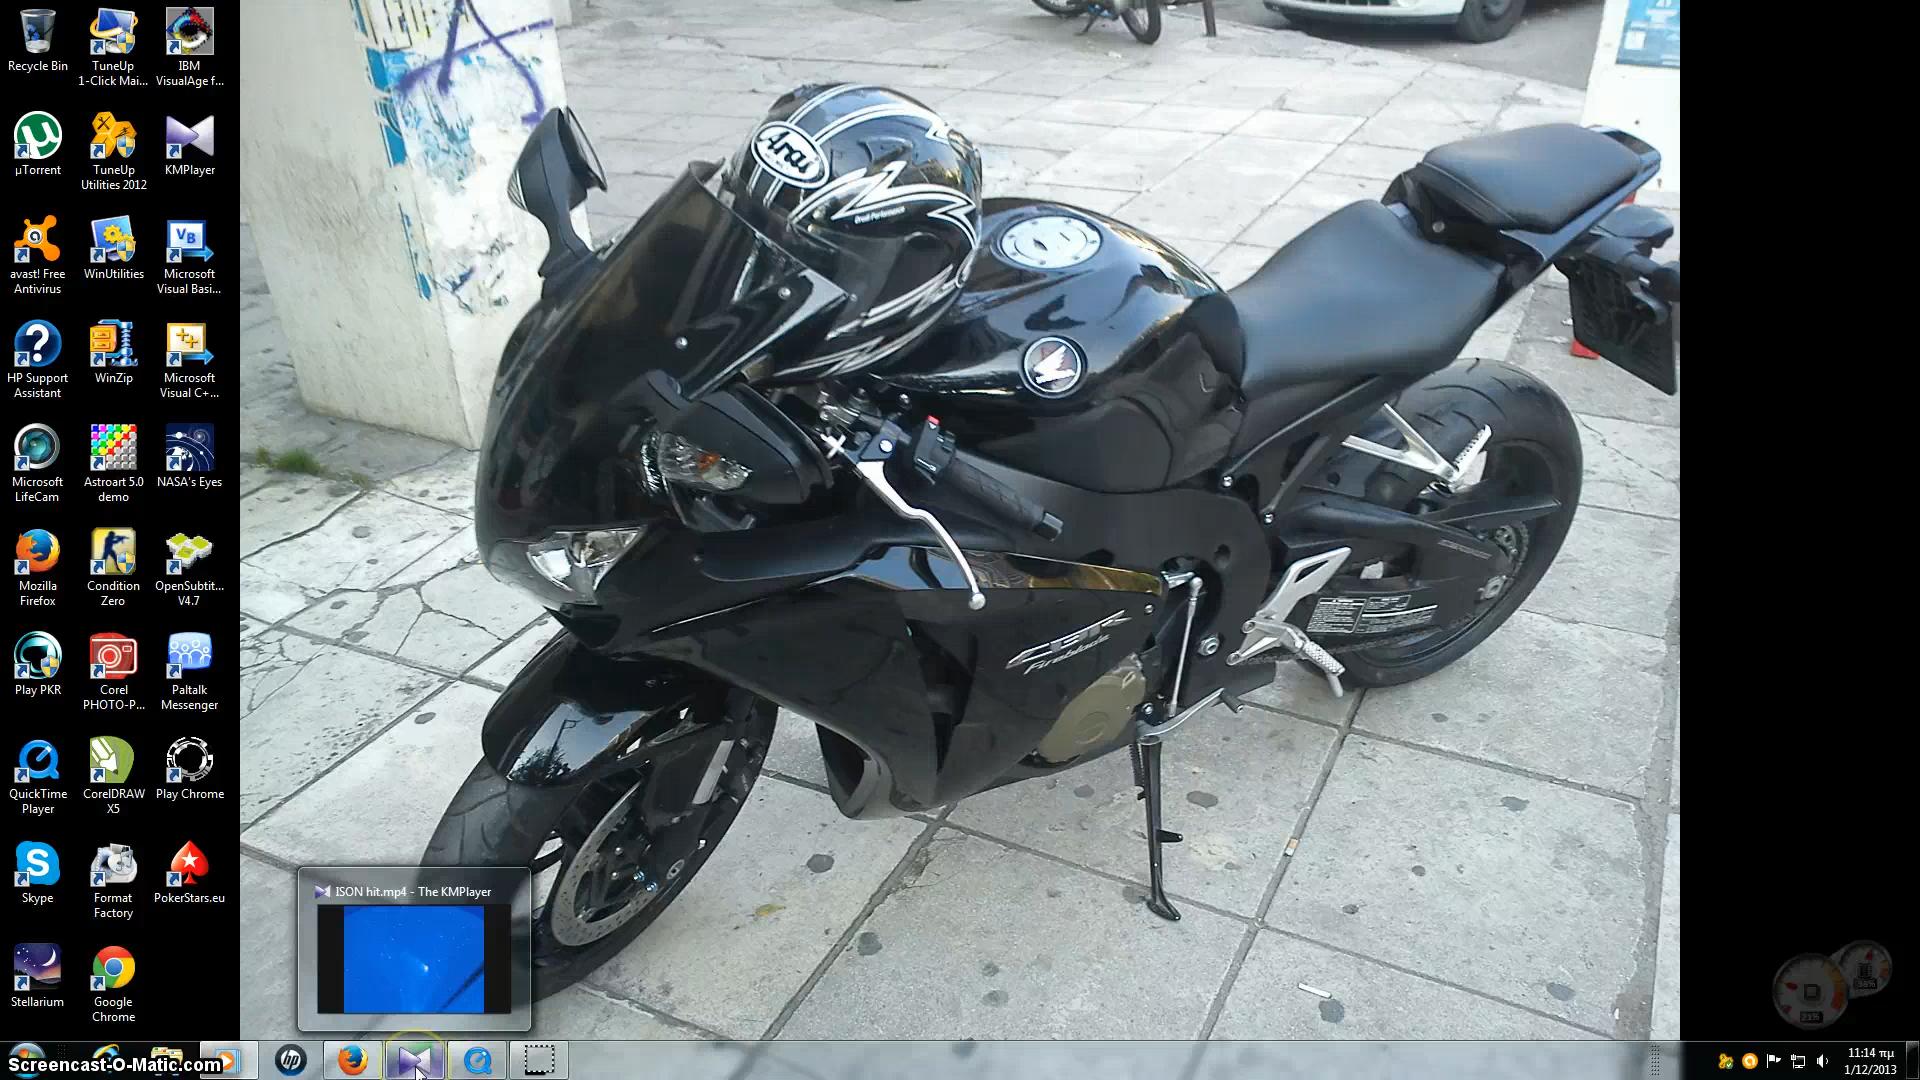 Recycle Bin
TuneUp
1-Click Mai...
IBM
VisualAge f...
µTorrent
TuneUp
Utilities 2012
KMPlayer
avast! Free
Antivirus
WinUtilities
Microsoft
Visual Basi...
HP Support
Assistant
WinZip
Microsoft
Visual C+...
Microsoft
LifeCam
Astroart 5.0
demo
NASA's Eyes
Mozilla
Firefox
Condition
Zero
OpenSubtit...
V4.7
Play PKR
Corel
PHOTO-P...
Paltalk
Messenger
QuickTime
Player
CorelDRAW
X5
Play Chrome
Skype
Format
Factory
PokerStars.eu
Stellarium
Google
Chrome
Arai
CBR
Fireblade
ISON hit.mp4 - The KMPlayer
Screencast-O-Matic.com
11:14 πμ
1/12/2013